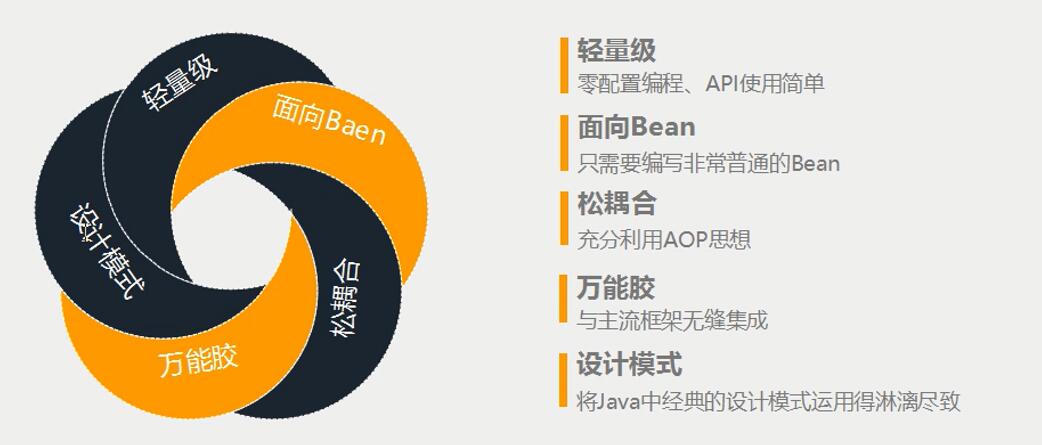 轻量级
面向Baen
设计模式
松耦合
万能胶
轻量级
零配置编程、API使用简单
面向Bean
只需要编写非常普通的Bean
松耦合
充分利用AOP思想
万能胶
与主流框架无缝集成
设计模式
将Java中经典的设计模式运用得淋漓尽致